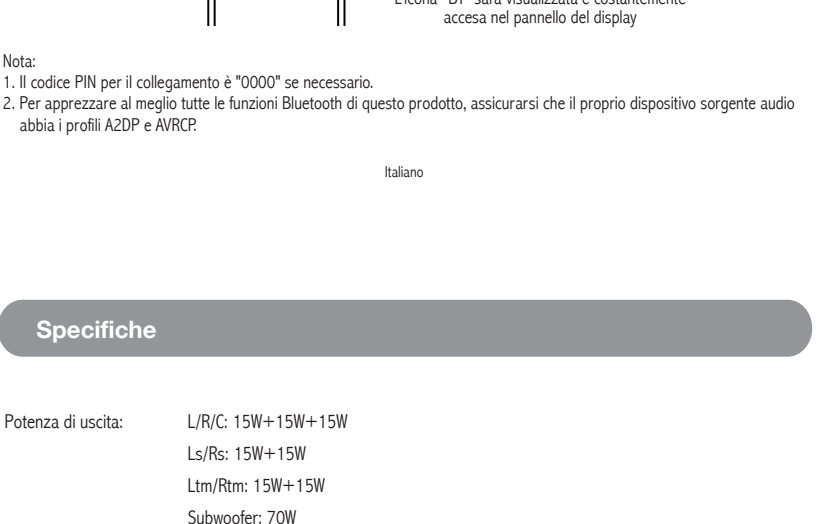 accesa nel pannello del display
Nota:
1. Il codice PIN per il collegamento è "0000" se necessario.
2. Per apprezzare al meglio tutte le funzioni Bluetooth di questo prodotto, assicurarsi che il proprio dispositivo sorgente audio
abbia i profili A2DP e AVRCP.
Italiano
Specifiche
Potenza di uscita: L/R/C: 15W+15W+15W
Ls/Rs: 15W+15W
Ltm/Rtm: 15W+15W
Subwoofer: 70W